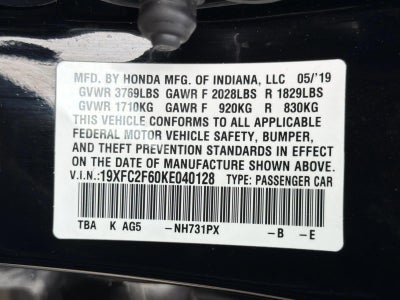 MFD. BY HONDA MFG. OF INDIANA, LLC 05/'19
GVWR 3769LBS GAWR F 2028LBS R 1829LBS
GVWR 1710KG GAWR F 920KG R 830KG
THIS VEHICLE CONFORMS TO ALL APPLICABLE
FEDERAL MOTOR VEHICLE SAFETY, BUMPER,
AND THEFT PREVENTION STANDARDS IN EFFECT
ON THE DATE OF MANUFACTURE SHOWN ABOVE.
V.I.N.:19XFC2F60KE040128 TYPE: PASSENGER CAR
TBA K AG5 –NH731PX –B –E